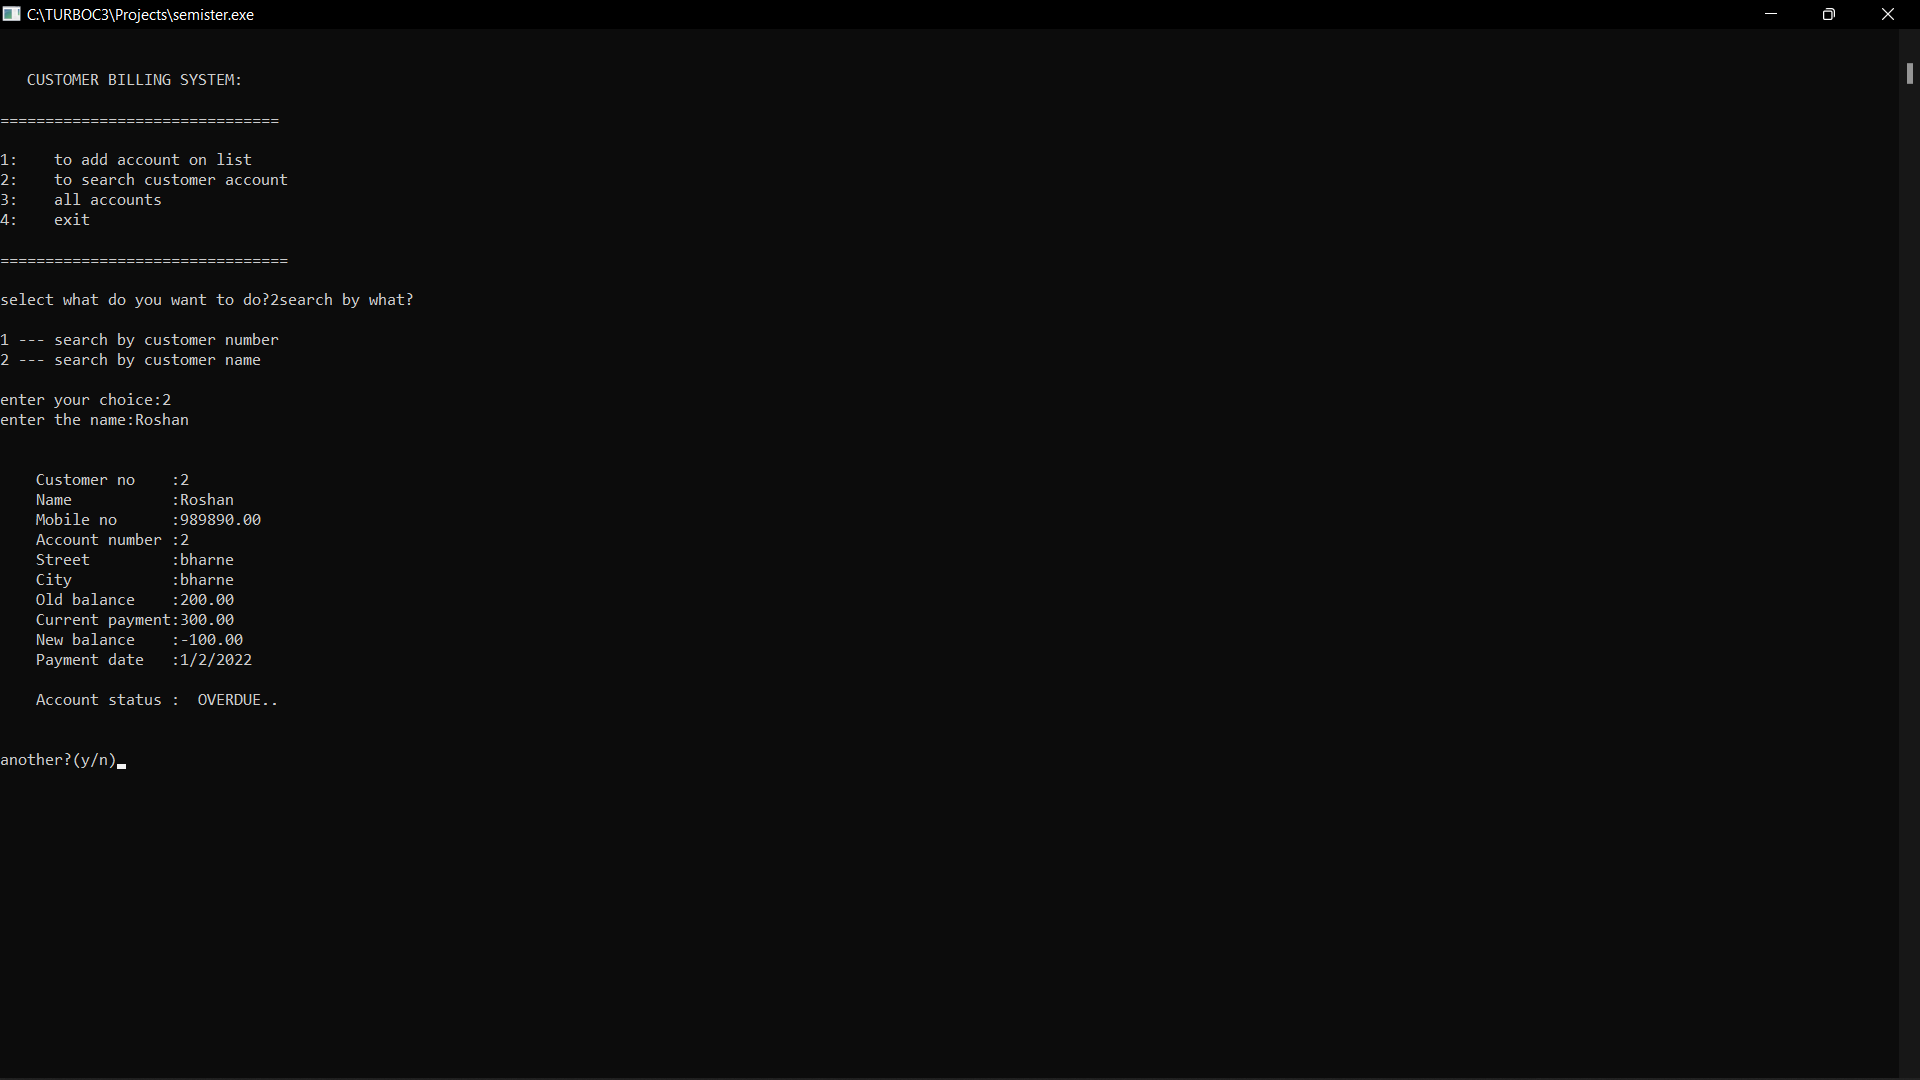 C:\TURBOC3\Projects\semister.exe
CUSTOMER BILLING SYSTEM:
===============================
1:    to add account on list
2:    to search customer account
3:    all accounts
4:    exit
================================
select what do you want to do?2search by what?
1 --- search by customer number
2 --- search by customer name
enter your choice:2
enter the name:Roshan
Customer no    :2
Name           :Roshan
Mobile no      :989890.00
Account number :2
Street         :bharne
City           :bharne
Old balance    :200.00
Current payment:300.00
New balance    :-100.00
Payment date   :1/2/2022
Account status :  OVERDUE..
another?(y/n)